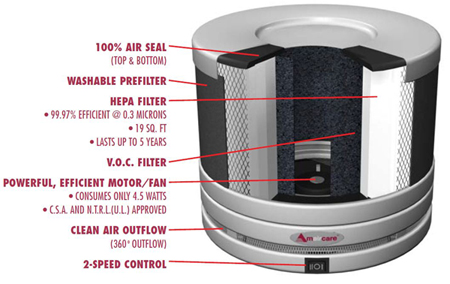 100% AIR SEAL
(TOP & BOTTOM)
WASHABLE PREFILTER
HEPA FILTER
• 99.97% EFFICIENT @ 0.3 MICRONS
• 19 SQ. FT
• LASTS UP TO 5 YEARS
V.O.C. FILTER
POWERFUL, EFFICIENT MOTOR/FAN
• CONSUMES ONLY 4.5 WATTS
• C.S.A. AND N.T.R.L.(U.L.) APPROVED
CLEAN AIR OUTFLOW
(360° OUTFLOW)
2-SPEED CONTROL